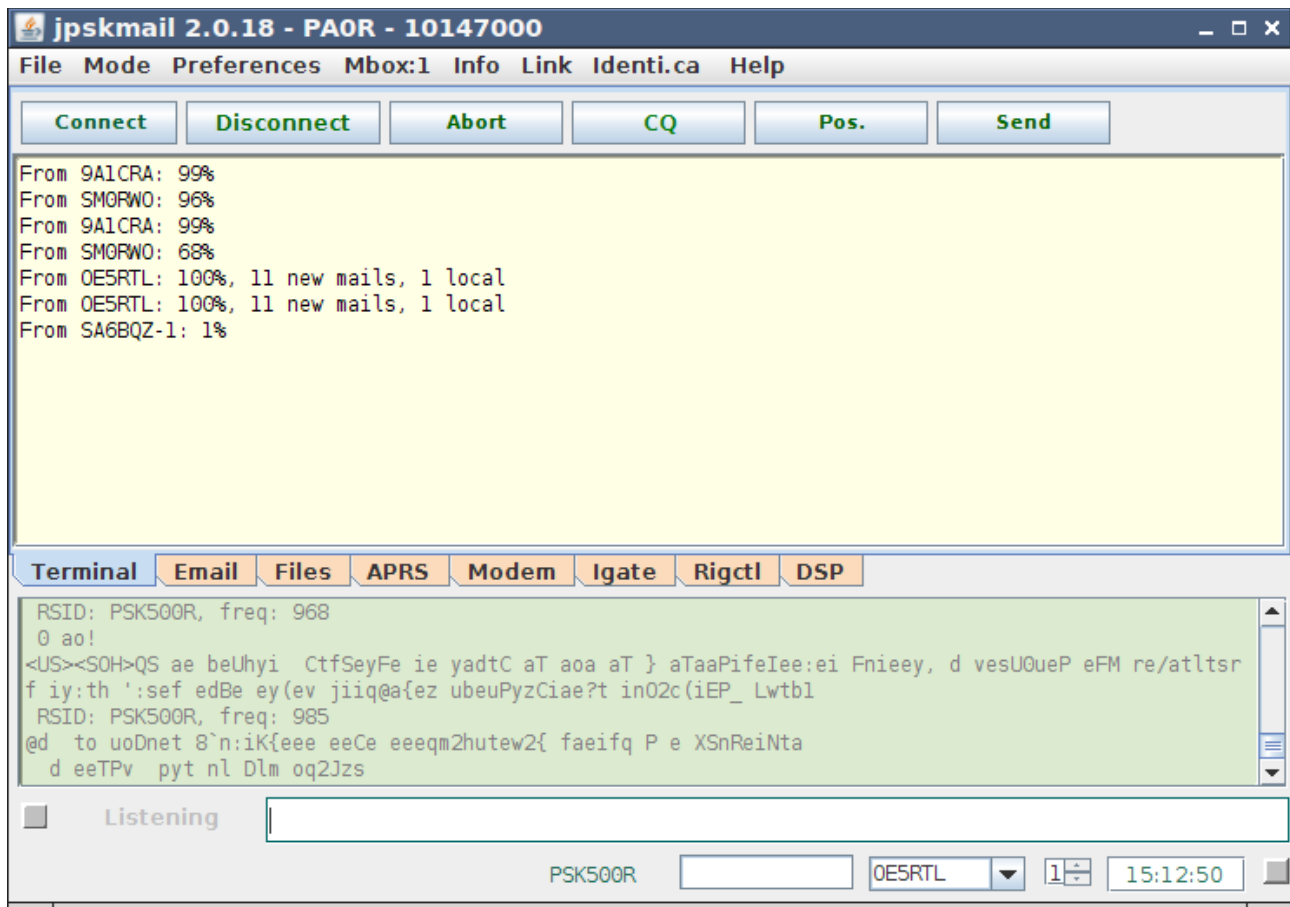 jpskmail 2.0.18 - PA0R - 10147000
File Mode Preferences Mbox:1 Info Link Identi.ca Help
Connect Disconnect Abort CQ Pos. Send
From 9A1CRA: 99%
From SM0RWO: 96%
From 9A1CRA: 99%
From SM0RWO: 68%
From OE5RTL: 100%, 11 new mails, 1 local
From OE5RTL: 100%, 11 new mails, 1 local
From SA6BQZ-1: 1%
Terminal Email Files APRS Modem Igate Rigctl DSP
RSID: PSK500R, freq: 968
0 ao!
<US><SOH>QS ae beUhyi  CtfSeyFe ie yadtC aT aoa aT } aTaaPifeIee:ei Fnieey, d vesU0ueP eFM re/atltsr
f iy:th ':sef edBe ey(ev jiiq@a{ez ubeuPyzCiae?t inO2c(iEP_ Lwtbl
RSID: PSK500R, freq: 985
@d  to uoDnet 8`n:iK{eee eeCe eeeqm2hutew2{ faeifq P e XSnReiNta
d eeTPv  pyt nl Dlm oq2Jzs
Listening
PSK500R OE5RTL 1 15:12:50